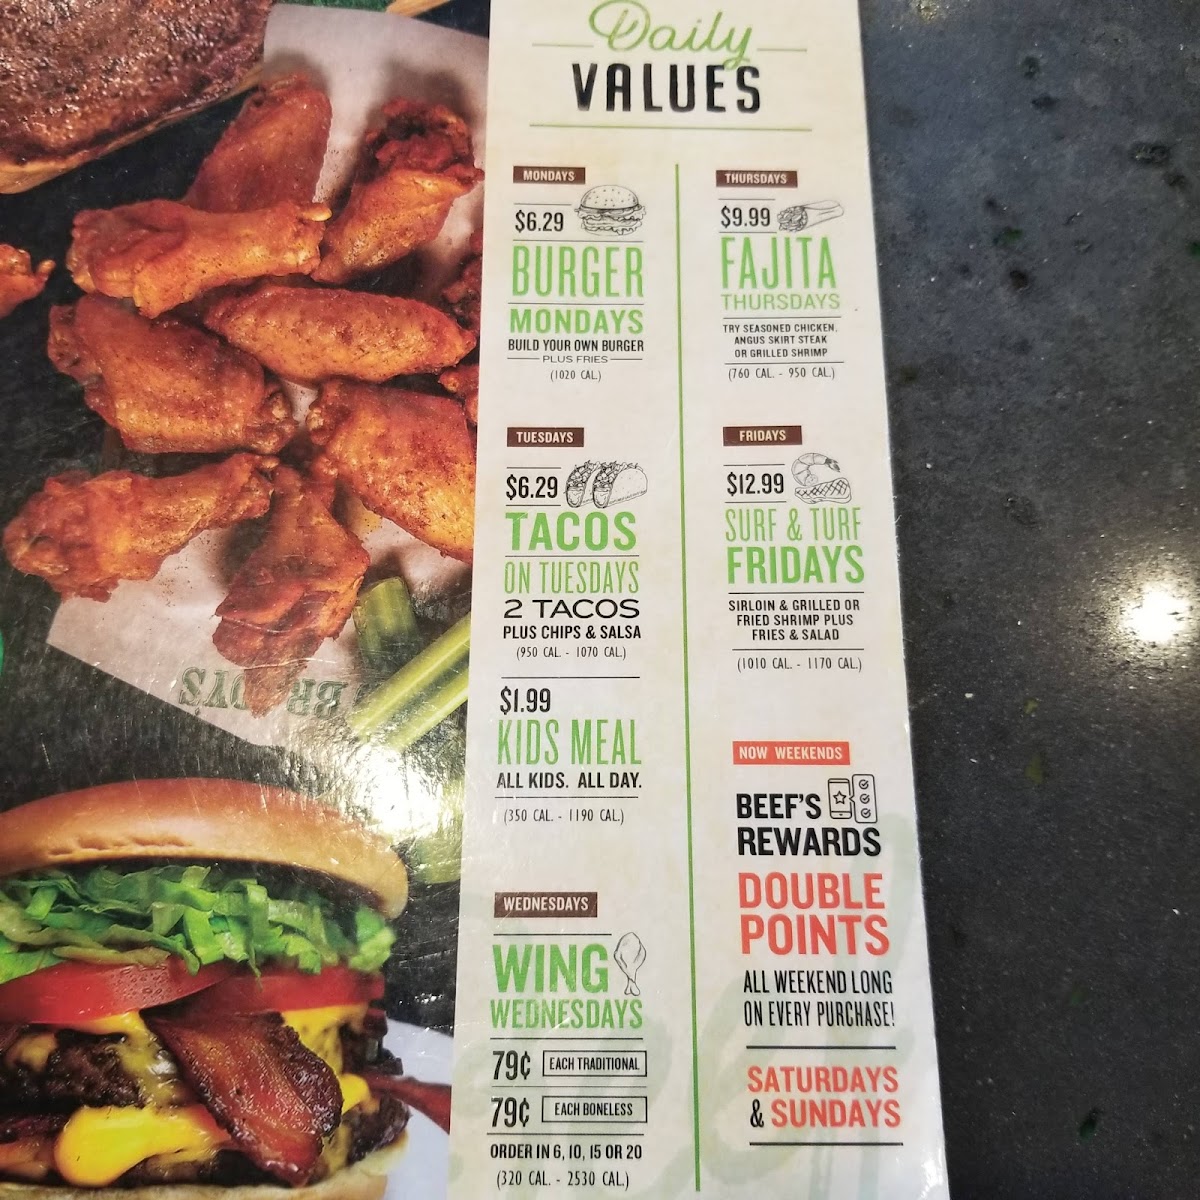 Daily
VALUES
MONDAYS
$6.29
BURGER
MONDAYS
BUILD YOUR OWN BURGER
PLUS FRIES
(1020 CAL.)
TUESDAYS
$6.29
TACOS
ON TUESDAYS
2 TACOS
PLUS CHIPS & SALSA
(950 CAL. - 1070 CAL.)
$1.99
KIDS MEAL
ALL KIDS. ALL DAY.
(350 CAL. - 1190 CAL.)
WEDNESDAYS
WING
WEDNESDAYS
79¢ EACH TRADITIONAL
79¢ EACH BONELESS
ORDER IN 6, 10, 15 OR 20
(320 CAL. - 2530 CAL.)
THURSDAYS
$9.99
FAJITA
THURSDAYS
TRY SEASONED CHICKEN,
ANGUS SKIRT STEAK
OR GRILLED SHRIMP
(760 CAL. - 950 CAL.)
FRIDAYS
$12.99
SURF & TURF
FRIDAYS
SIRLOIN & GRILLED OR
FRIED SHRIMP PLUS
FRIES & SALAD
(1010 CAL. - 1170 CAL.)
NOW WEEKENDS
BEEF'S
REWARDS
DOUBLE
POINTS
ALL WEEKEND LONG
ON EVERY PURCHASE!
SATURDAYS
& SUNDAYS